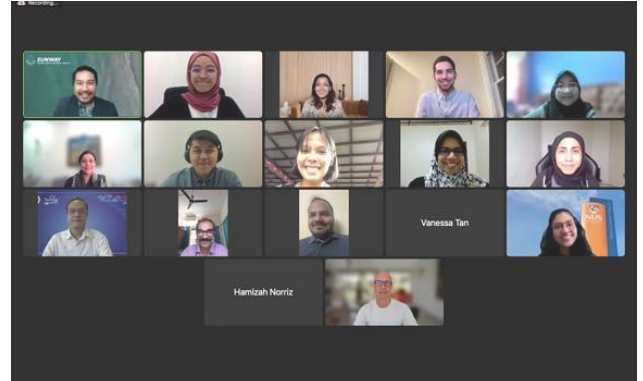 Recording...
SUNWAY
Vanessa Tan
NUS
Hamizah Norriz